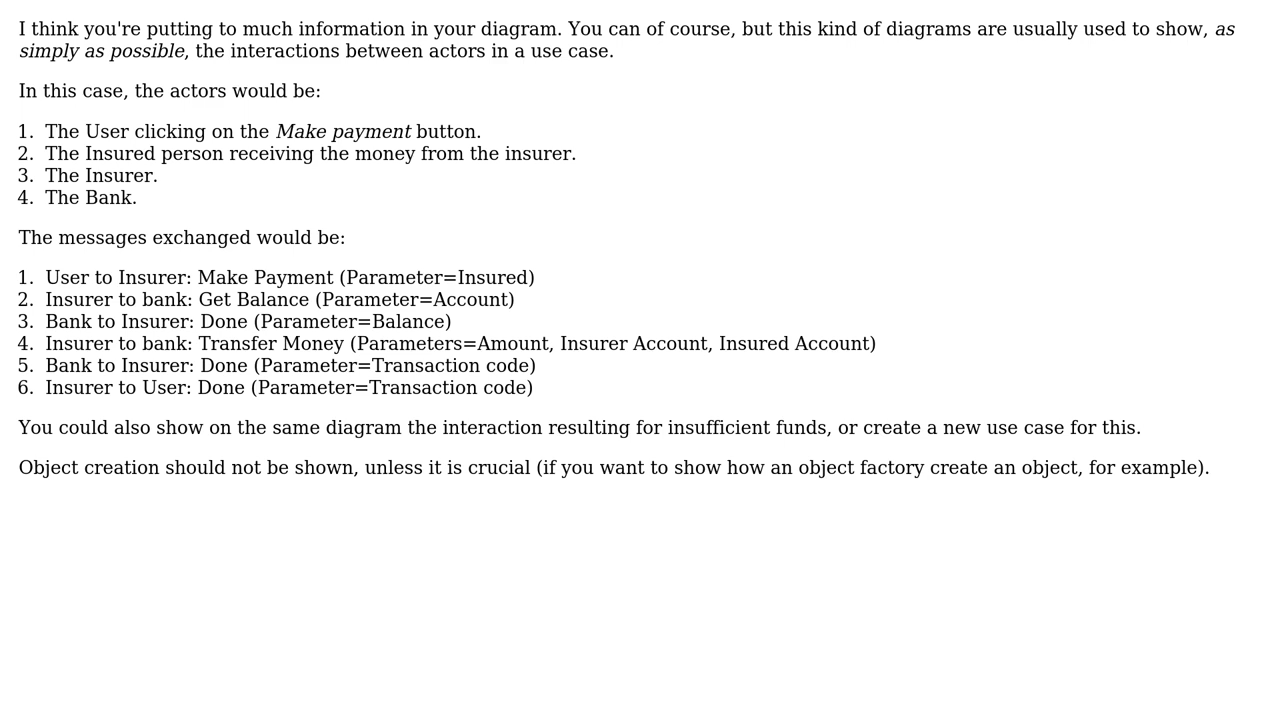 I think you're putting to much information in your diagram. You can of course, but this kind of diagrams are usually used to show, as
simply as possible, the interactions between actors in a use case.
In this case, the actors would be:
1. The User clicking on the Make payment button.
2. The Insured person receiving the money from the insurer.
3. The Insurer.
4. The Bank.
The messages exchanged would be:
1. User to Insurer: Make Payment (Parameter=Insured)
2. Insurer to bank: Get Balance (Parameter=Account)
3. Bank to Insurer: Done (Parameter=Balance)
4. Insurer to bank: Transfer Money (Parameters=Amount, Insurer Account, Insured Account)
5. Bank to Insurer: Done (Parameter=Transaction code)
6. Insurer to User: Done (Parameter=Transaction code)
You could also show on the same diagram the interaction resulting for insufficient funds, or create a new use case for this.
Object creation should not be shown, unless it is crucial (if you want to show how an object factory create an object, for example).